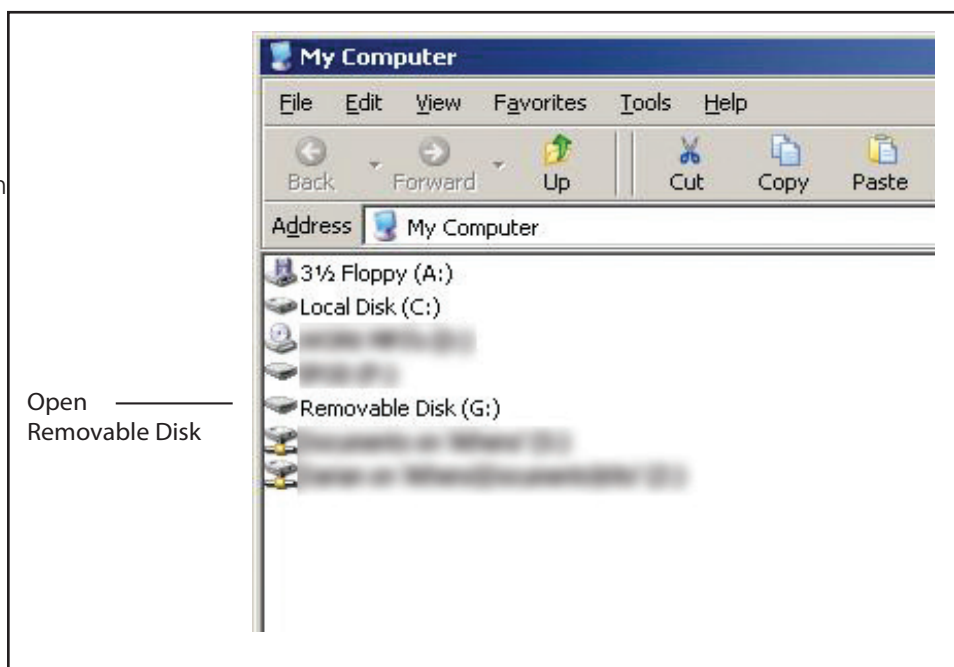 My Computer
File Edit View Favorites Tools Help
Back Forward Up Cut Copy Paste
Address My Computer
3½ Floppy (A:)
Local Disk (C:)
Open
Removable Disk
Removable Disk (G:)